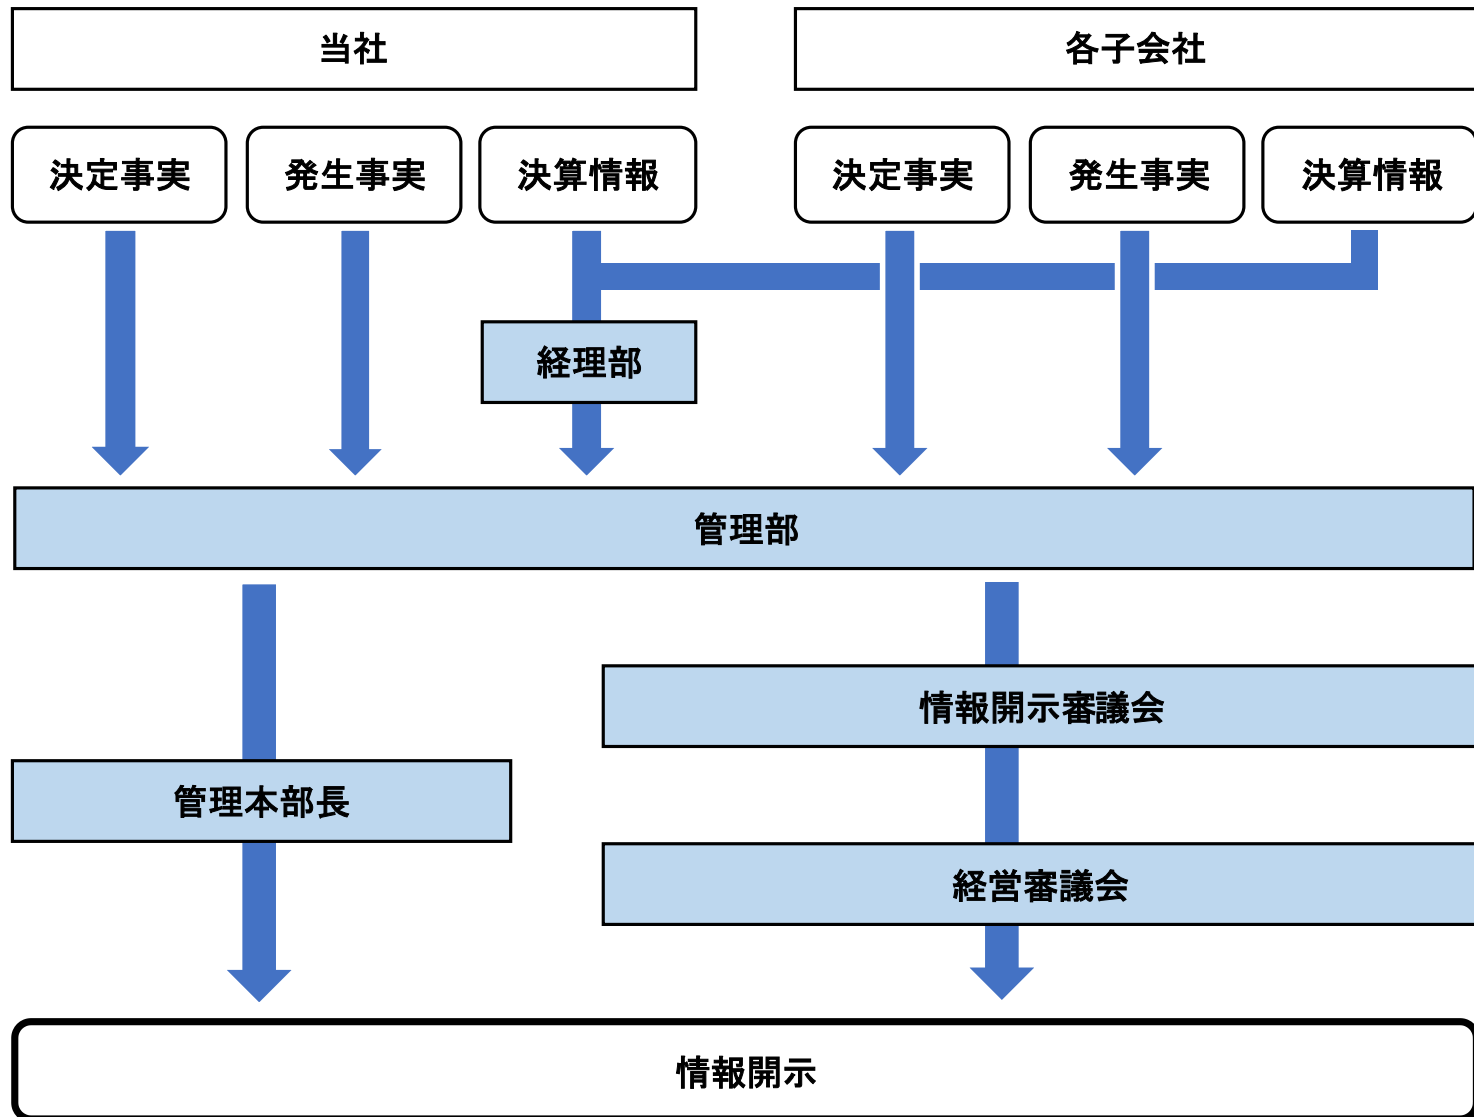 当社
各子会社
決定事実
発生事実
決算情報
決定事実
発生事実
決算情報
経理部
管理部
情報開示審議会
管理本部長
経営審議会
情報開示